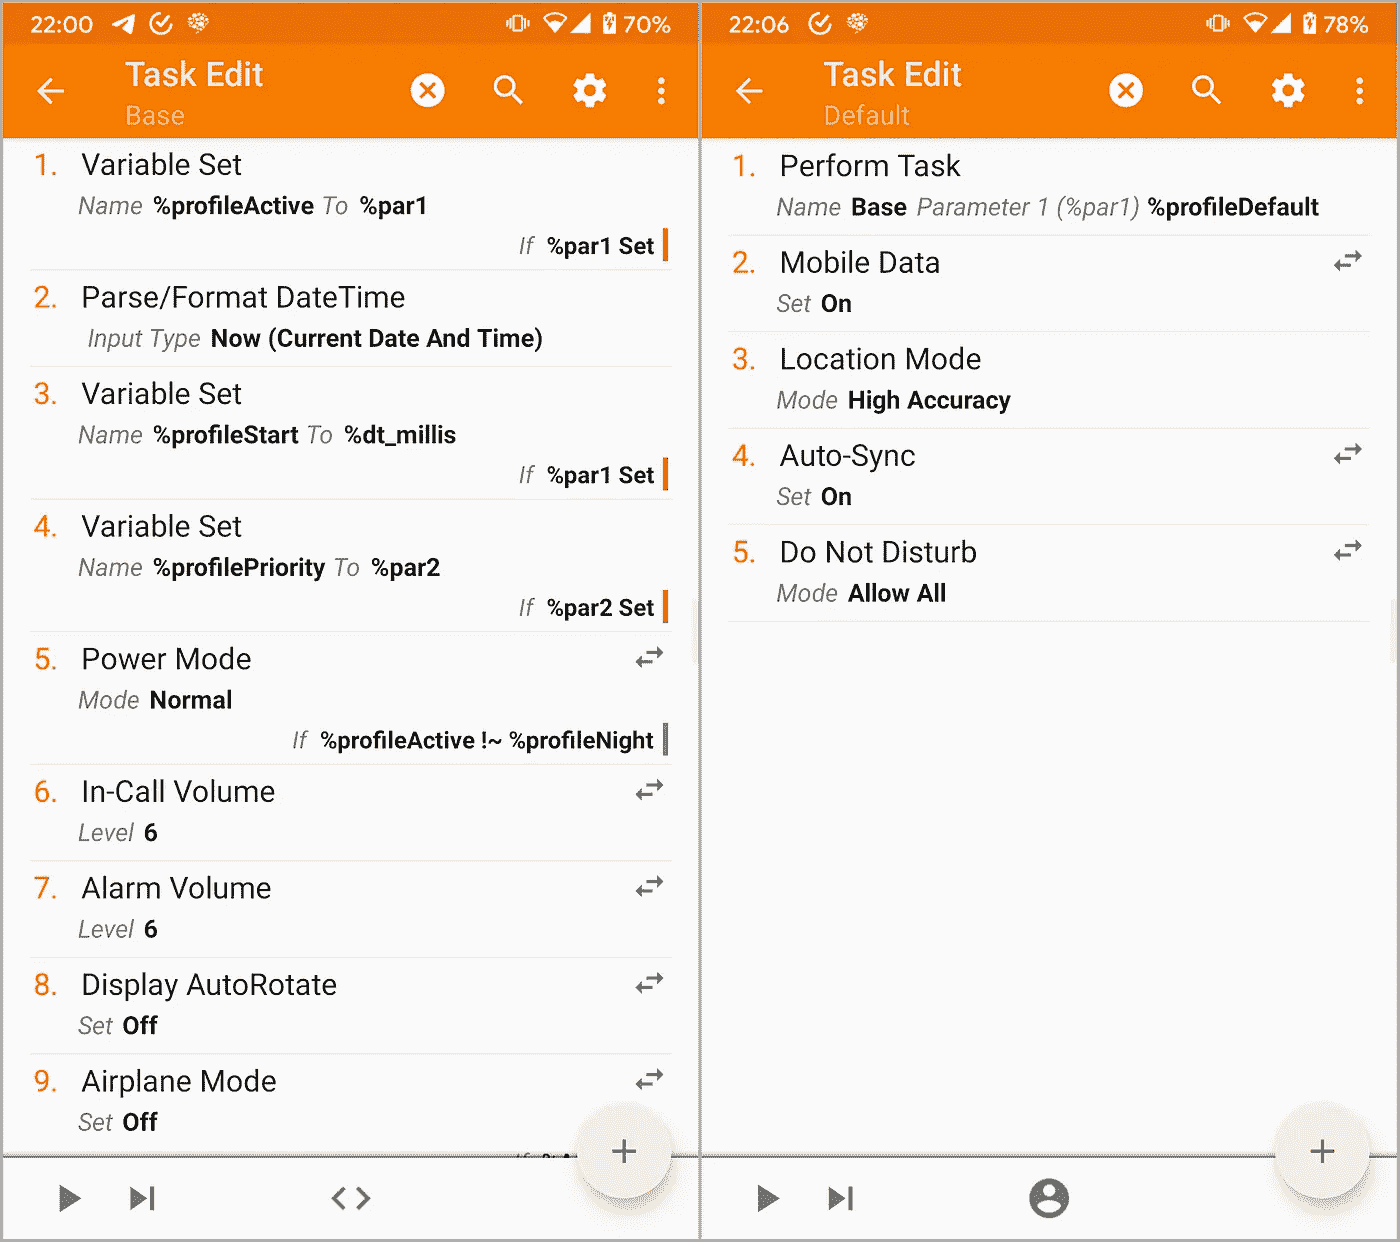 22:00
70%
Task Edit
Base
1. Variable Set
Name %profileActive To %par1
If %par1 Set
2. Parse/Format DateTime
Input Type Now (Current Date And Time)
3. Variable Set
Name %profileStart To %dt_millis
If %par1 Set
4. Variable Set
Name %profilePriority To %par2
If %par2 Set
5. Power Mode
Mode Normal
If %profileActive !~ %profileNight
6. In-Call Volume
Level 6
7. Alarm Volume
Level 6
8. Display AutoRotate
Set Off
9. Airplane Mode
Set Off
22:06
78%
Task Edit
Default
1. Perform Task
Name Base Parameter 1 (%par1) %profileDefault
2. Mobile Data
Set On
3. Location Mode
Mode High Accuracy
4. Auto-Sync
Set On
5. Do Not Disturb
Mode Allow All